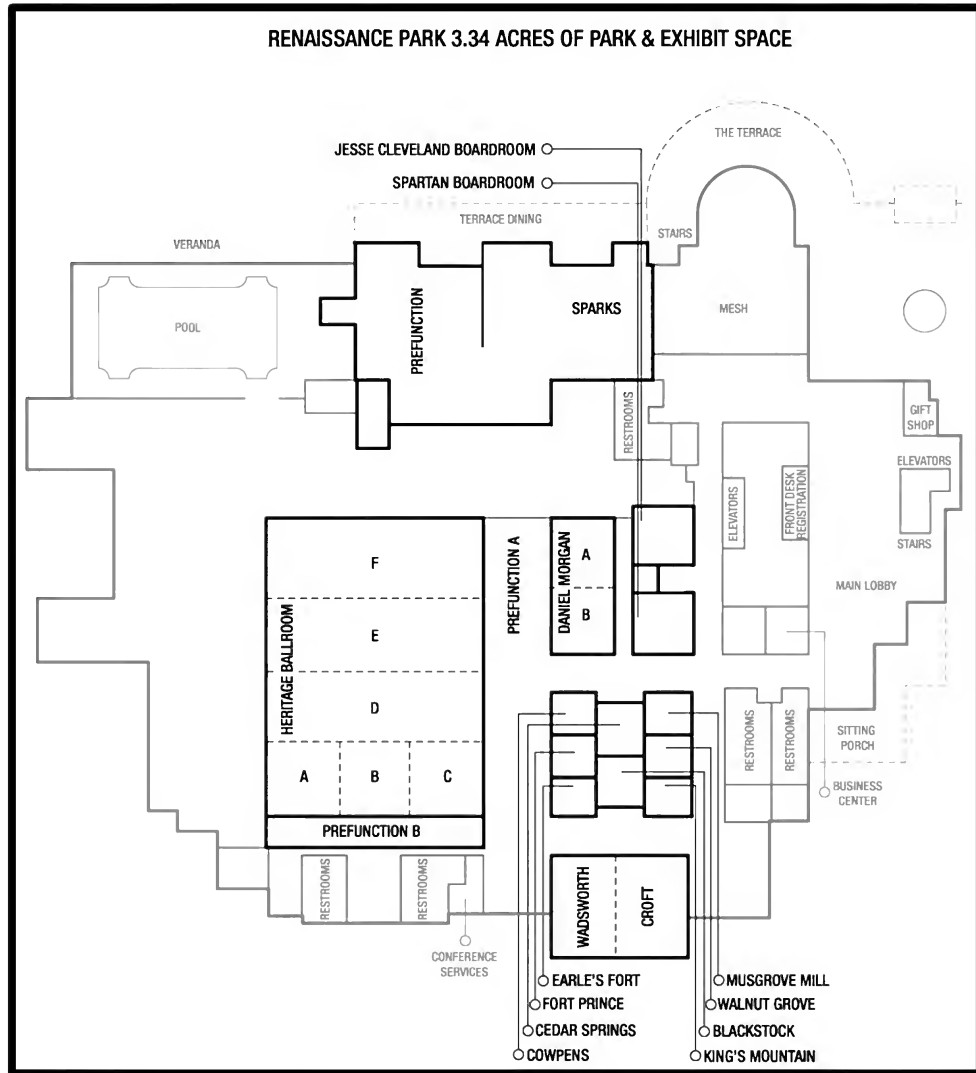 RENAISSANCE PARK 3.34 ACRES OF PARK & EXHIBIT SPACE
THE TERRACE
JESSE CLEVELAND BOARDROOM
SPARTAN BOARDROOM
TERRACE DINING
STAIRS
VERANDA
POOL
PREFUNCTION
SPARKS
MESH
RESTROOMS
GIFT
SHOP
ELEVATORS
ELEVATORS
FRONT DESK
REGISTRATION
STAIRS
MAIN LOBBY
F
E
D
A
B
C
HERITAGE BALLROOM
PREFUNCTION A
DANIEL MORGAN
A
B
PREFUNCTION B
RESTROOMS
RESTROOMS
SITTING
PORCH
BUSINESS
CENTER
RESTROOMS
RESTROOMS
CONFERENCE
SERVICES
WADSWORTH
CROFT
EARLE'S FORT
FORT PRINCE
CEDAR SPRINGS
COWPENS
MUSGROVE MILL
WALNUT GROVE
BLACKSTOCK
KING'S MOUNTAIN